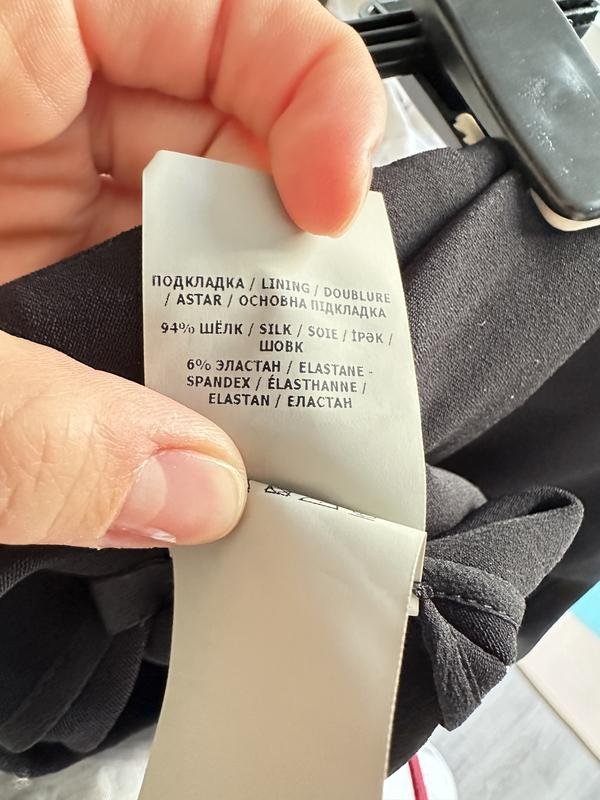 ПОДКЛАДКА / LINING / DOUBLURE
/ ASTAR / ОСНОВНА ПІДКЛАДКА
94% ШЁЛК / SILK / SOIE / İPƏK /
ШОВК
6% ЭЛАСТАН / ELASTANE -
SPANDEX / ÉLASTHANNE /
ELASTAN / ЕЛАСТАН